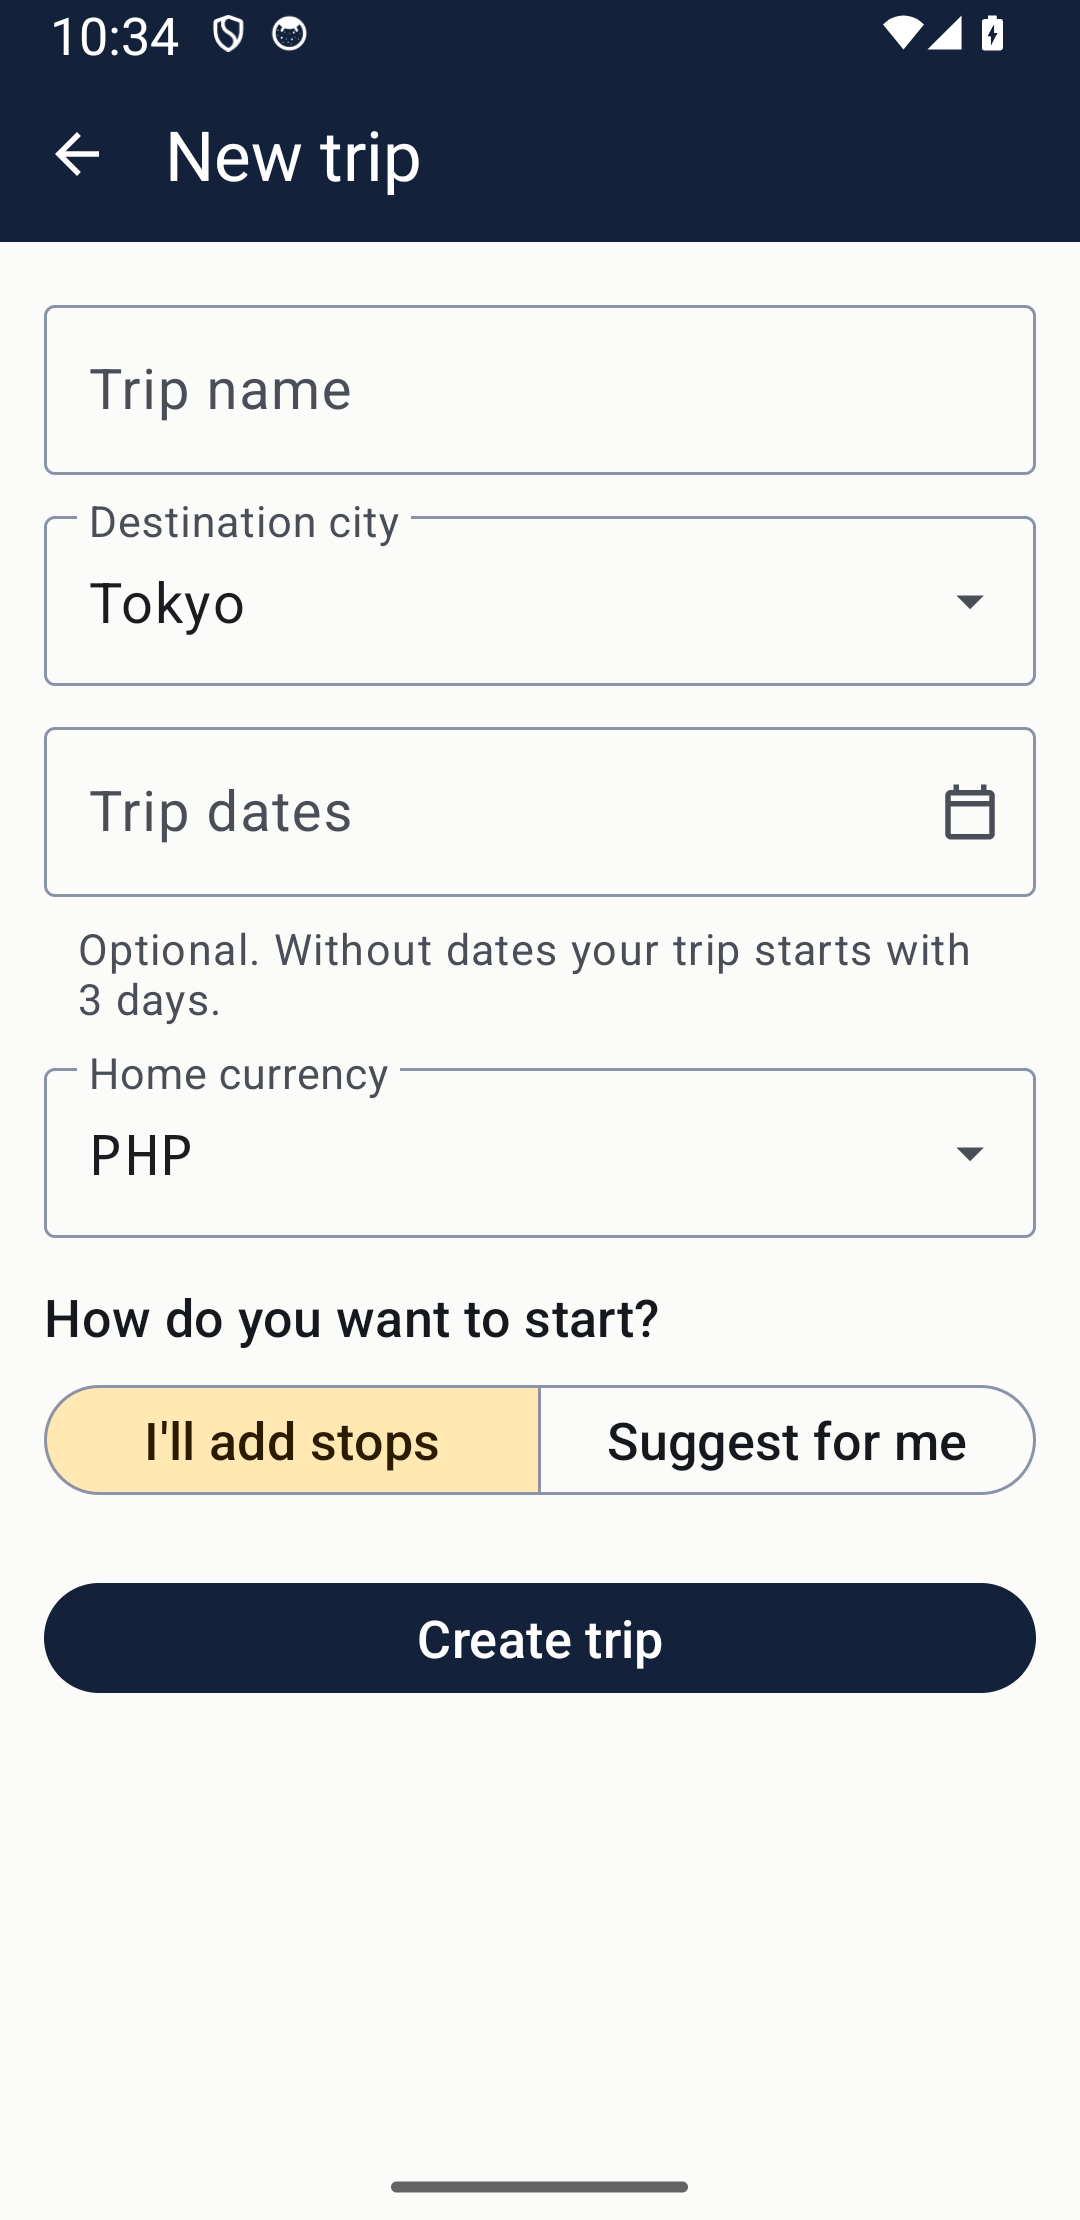 10:34
New trip
Trip name
Destination city
Tokyo
Trip dates
Optional. Without dates your trip starts with
3 days.
Home currency
PHP
How do you want to start?
I'll add stops
Suggest for me
Create trip